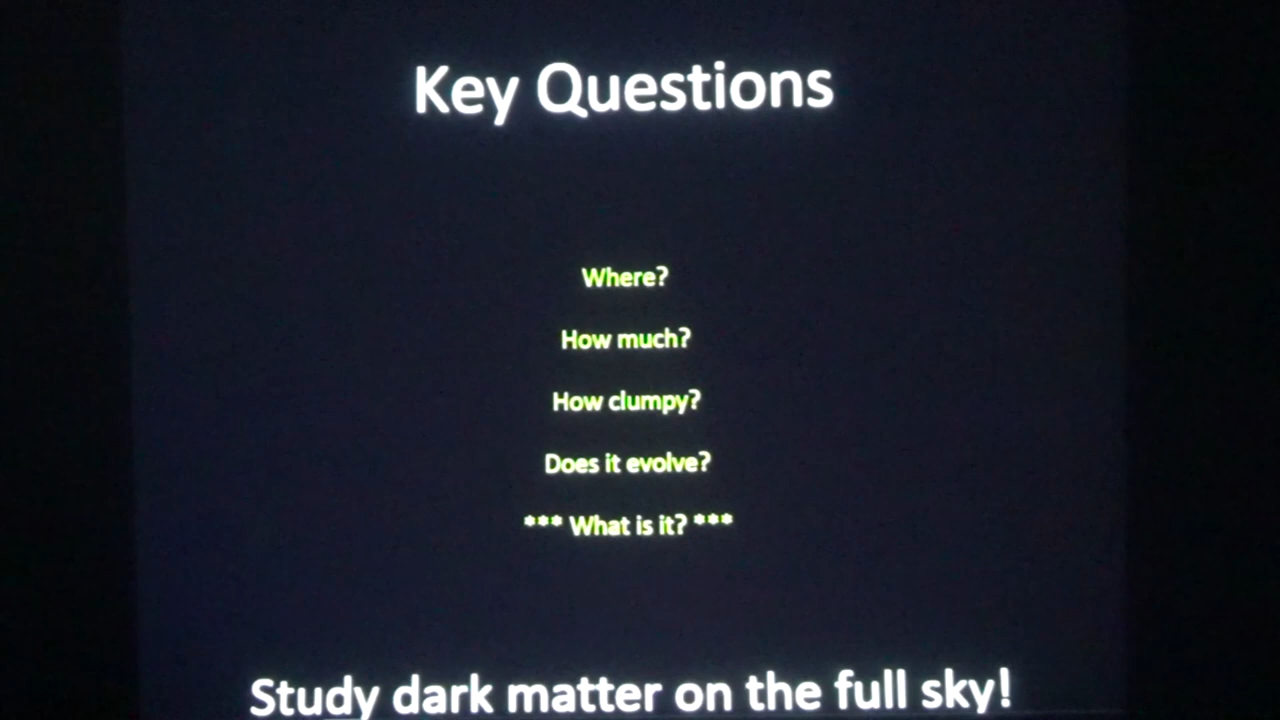 Key Questions
Where?
How much?
How clumpy?
Does it evolve?
*** What is it? ***
Study dark matter on the full sky!